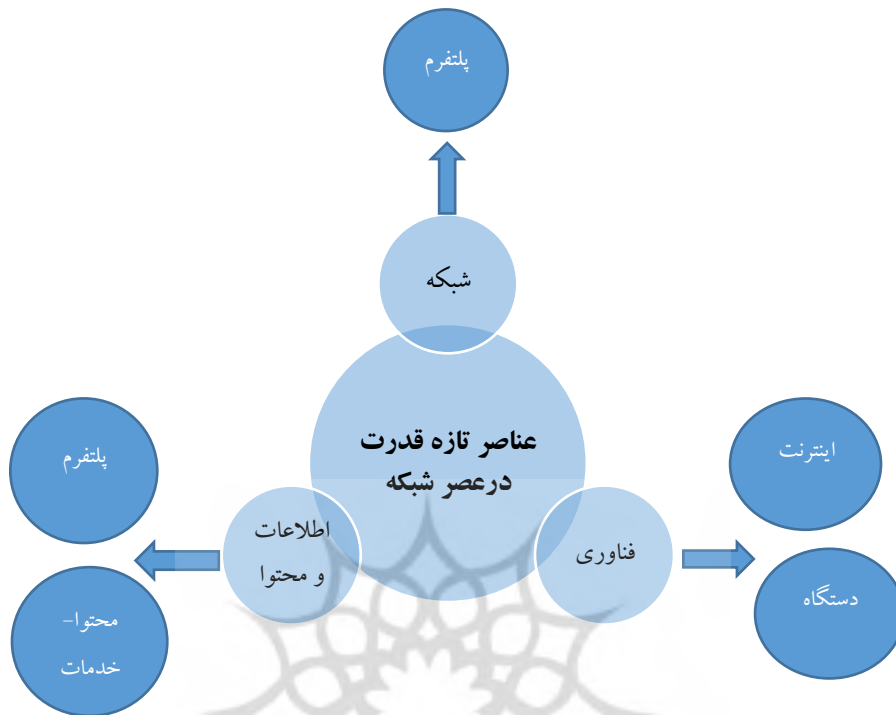 پلتفرم
شبکه
عناصر تازه قدرت
درعصر شبکه
اینترنت
فناوری
دستگاه
پلتفرم
اطلاعات
و محتوا
محتوا-
خدمات